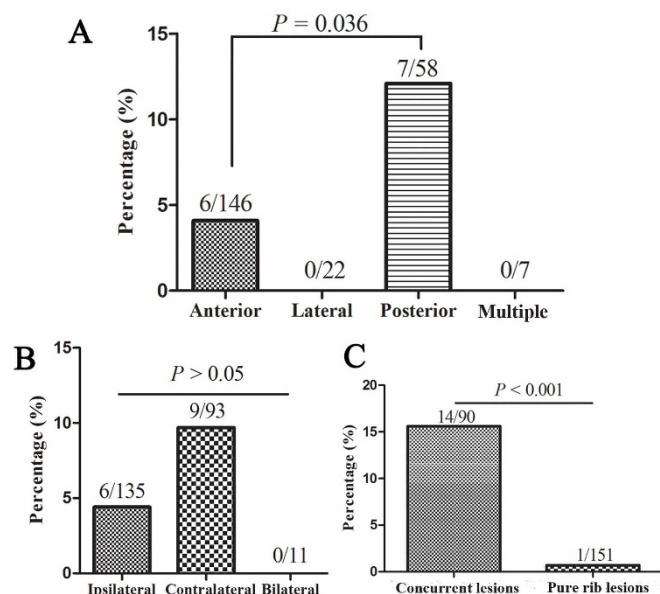 A
P = 0.036
15
10
5
0
Percentage (%)
6/146
0/22
7/58
0/7
Anterior Lateral Posterior Multiple
B
P > 0.05
15
10
5
0
Percentage (%)
6/135
9/93
0/11
Ipsilateral Contralateral Bilateral
C
P < 0.001
20
15
10
5
0
Percentage (%)
14/90
1/151
Concurrent lesions Pure rib lesions